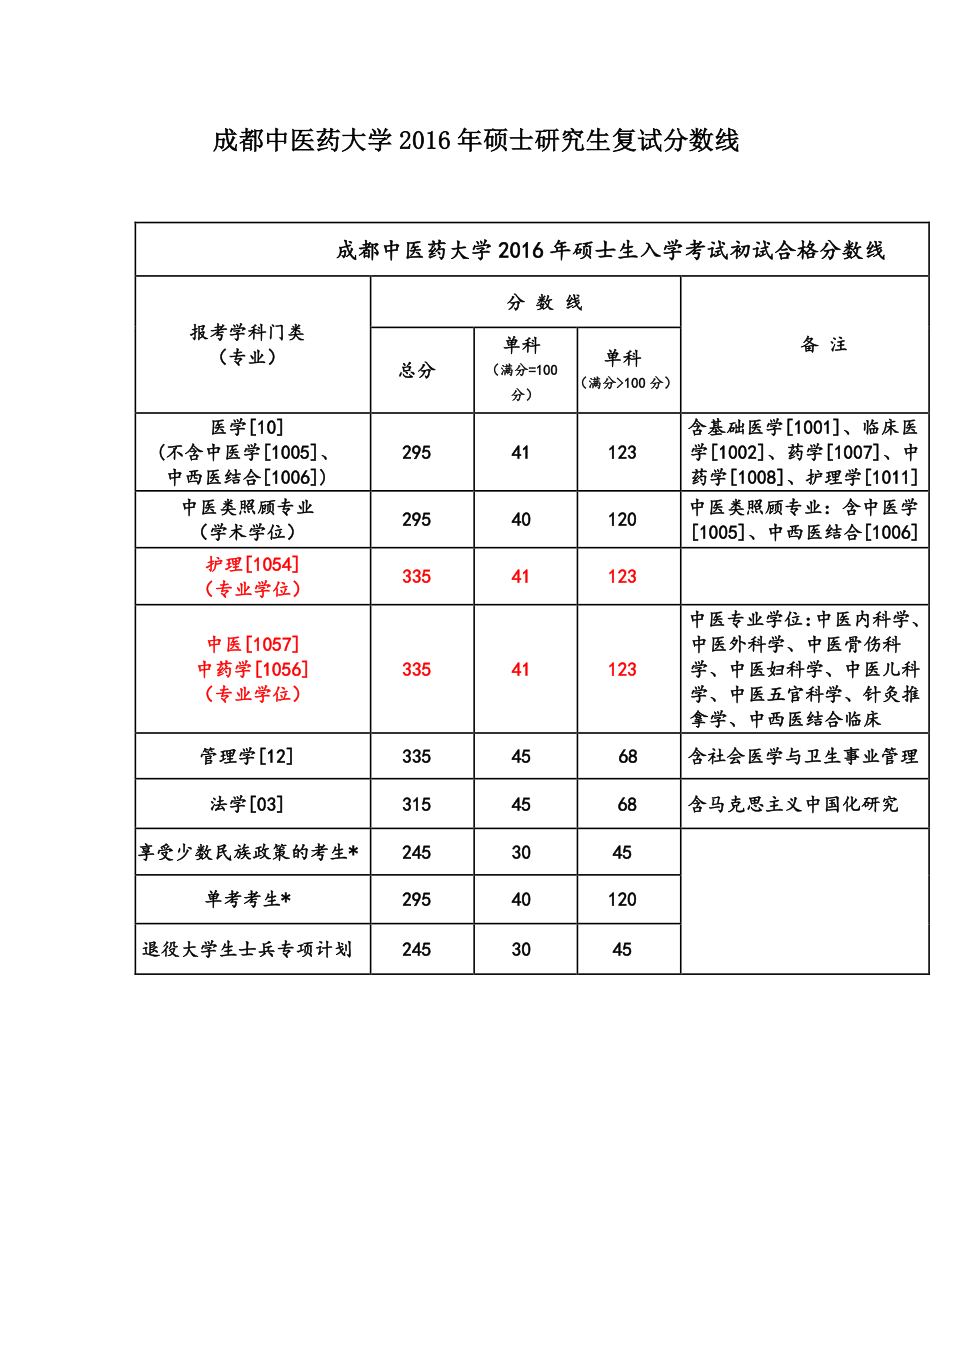 成都中医药大学 2016 年硕士研究生复试分数线
成都中医药大学 2016 年硕士生入学考试初试合格分数线
报考学科门类
（专业）
分 数 线
备 注
总分
单科
（满分=100
分）
单科
（满分>100 分）
医学[10]
(不含中医学[1005]、
中西医结合[1006])
295
41
123
含基础医学[1001]、临床医
学[1002]、药学[1007]、中
药学[1008]、护理学[1011]
中医类照顾专业
（学术学位）
295
40
120
中医类照顾专业：含中医学
[1005]、中西医结合[1006]
护理[1054]
（专业学位）
335
41
123
中医[1057]
中药学[1056]
（专业学位）
335
41
123
中医专业学位:中医内科学、
中医外科学、中医骨伤科
学、中医妇科学、中医儿科
学、中医五官科学、针灸推
拿学、中西医结合临床
管理学[12]
335
45
68
含社会医学与卫生事业管理
法学[03]
315
45
68
含马克思主义中国化研究
享受少数民族政策的考生*
245
30
45
单考考生*
295
40
120
退役大学生士兵专项计划
245
30
45